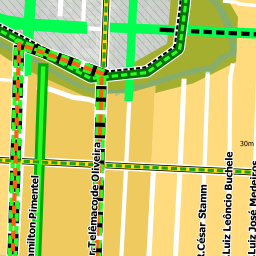 30m
amilton Pimentel
r.Telêmaco de Oliveira
R.César Stamm
.Luiz Leôncio Buchele
.Luiz José Medeiros